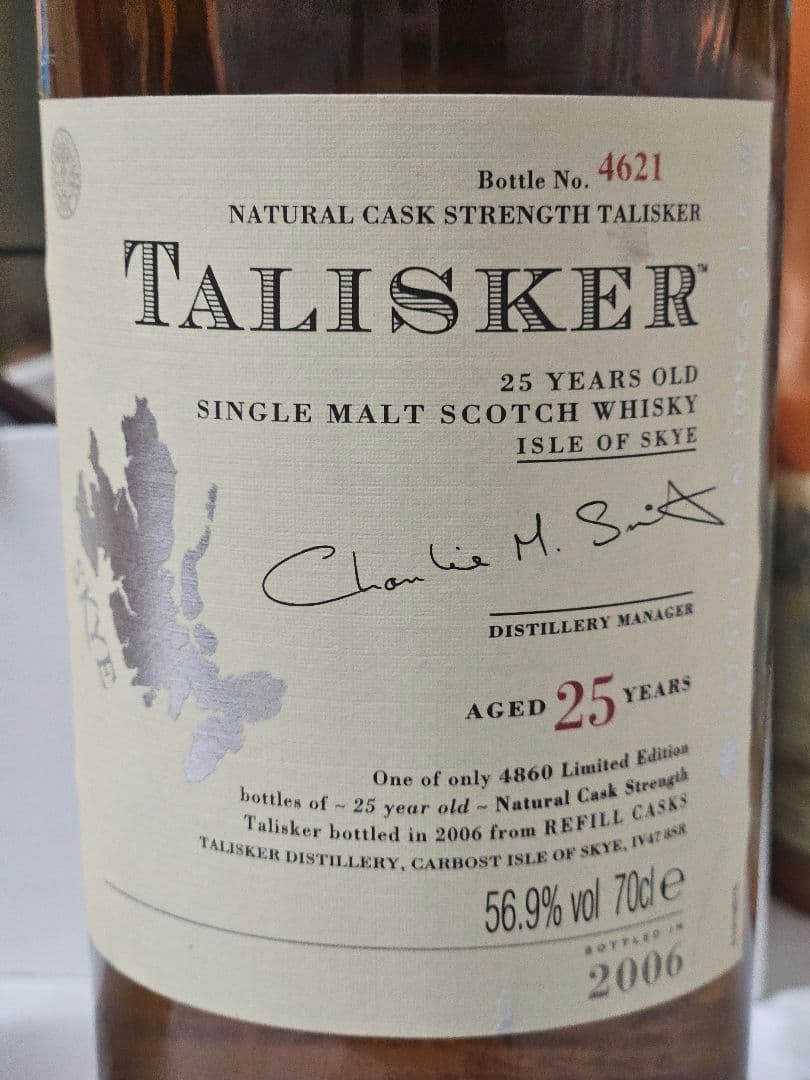 Bottle No. 4621
NATURAL CASK STRENGTH TALISKER
TALISKER™
25 YEARS OLD
SINGLE MALT SCOTCH WHISKY
ISLE OF SKYE
SKYE
Charlie M. Smith
DISTILLERY MANAGER
AGED 25 YEARS
One of only 4860 Limited Edition
bottles of ~ 25 year old ~ Natural Cask Strength
Talisker bottled in 2006 from REFILL CASKS
TALISKER DISTILLERY, CARBOST ISLE OF SKYE, IV47 8SR
56.9% vol 70cl e
BOTTLED IN
2006